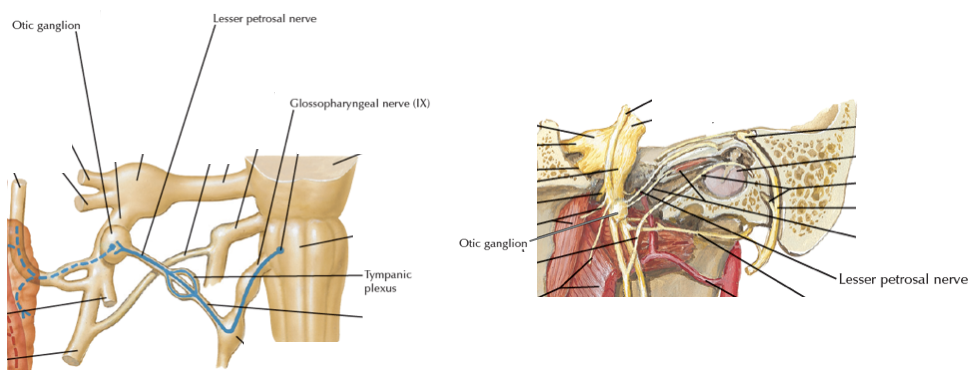 Lesser petrosal nerve
Otic ganglion
Glossopharyngeal nerve (IX)
Tympanic
plexus
Otic ganglion
Lesser petrosal nerve